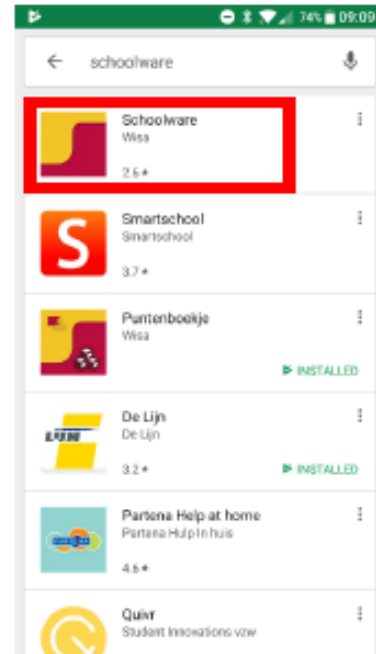 74% 09:09
schoolware
Schoolware
Wisa
2.6★
Smartschool
Smartschool
S
3.7★
Puntenboekje
Wisa
INSTALLED
De Lijn
De Lijn
LIJN
3.2★
INSTALLED
Partena Help at home
Partena Hulp in huis
4.6★
Quivr
Student Innovations vzw